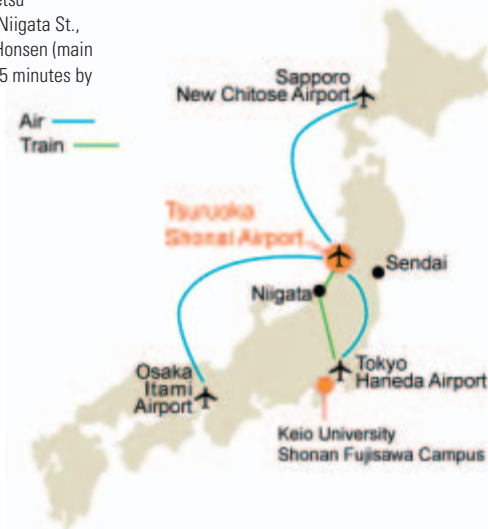 etsu
Niigata St.,
Honsen (main
5 minutes by
Air
Train
Sapporo
New Chitose Airport
Tsuruoka
Shonai Airport
Sendai
Niigata
Osaka
Itami
Airport
Tokyo
Haneda Airport
Keio University
Shonan Fujisawa Campus